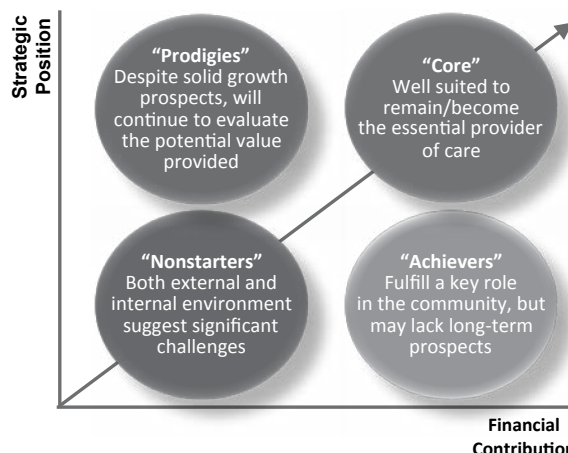 Strategic
Position
“Prodigies”
Despite solid growth
prospects, will
continue to evaluate
the potential value
provided
“Core”
Well suited to
remain/become
the essential provider
of care
“Nonstarters”
Both external and
internal environment
suggest significant
challenges
“Achievers”
Fulfill a key role
in the community, but
may lack long-term
prospects
Financial
Contribution